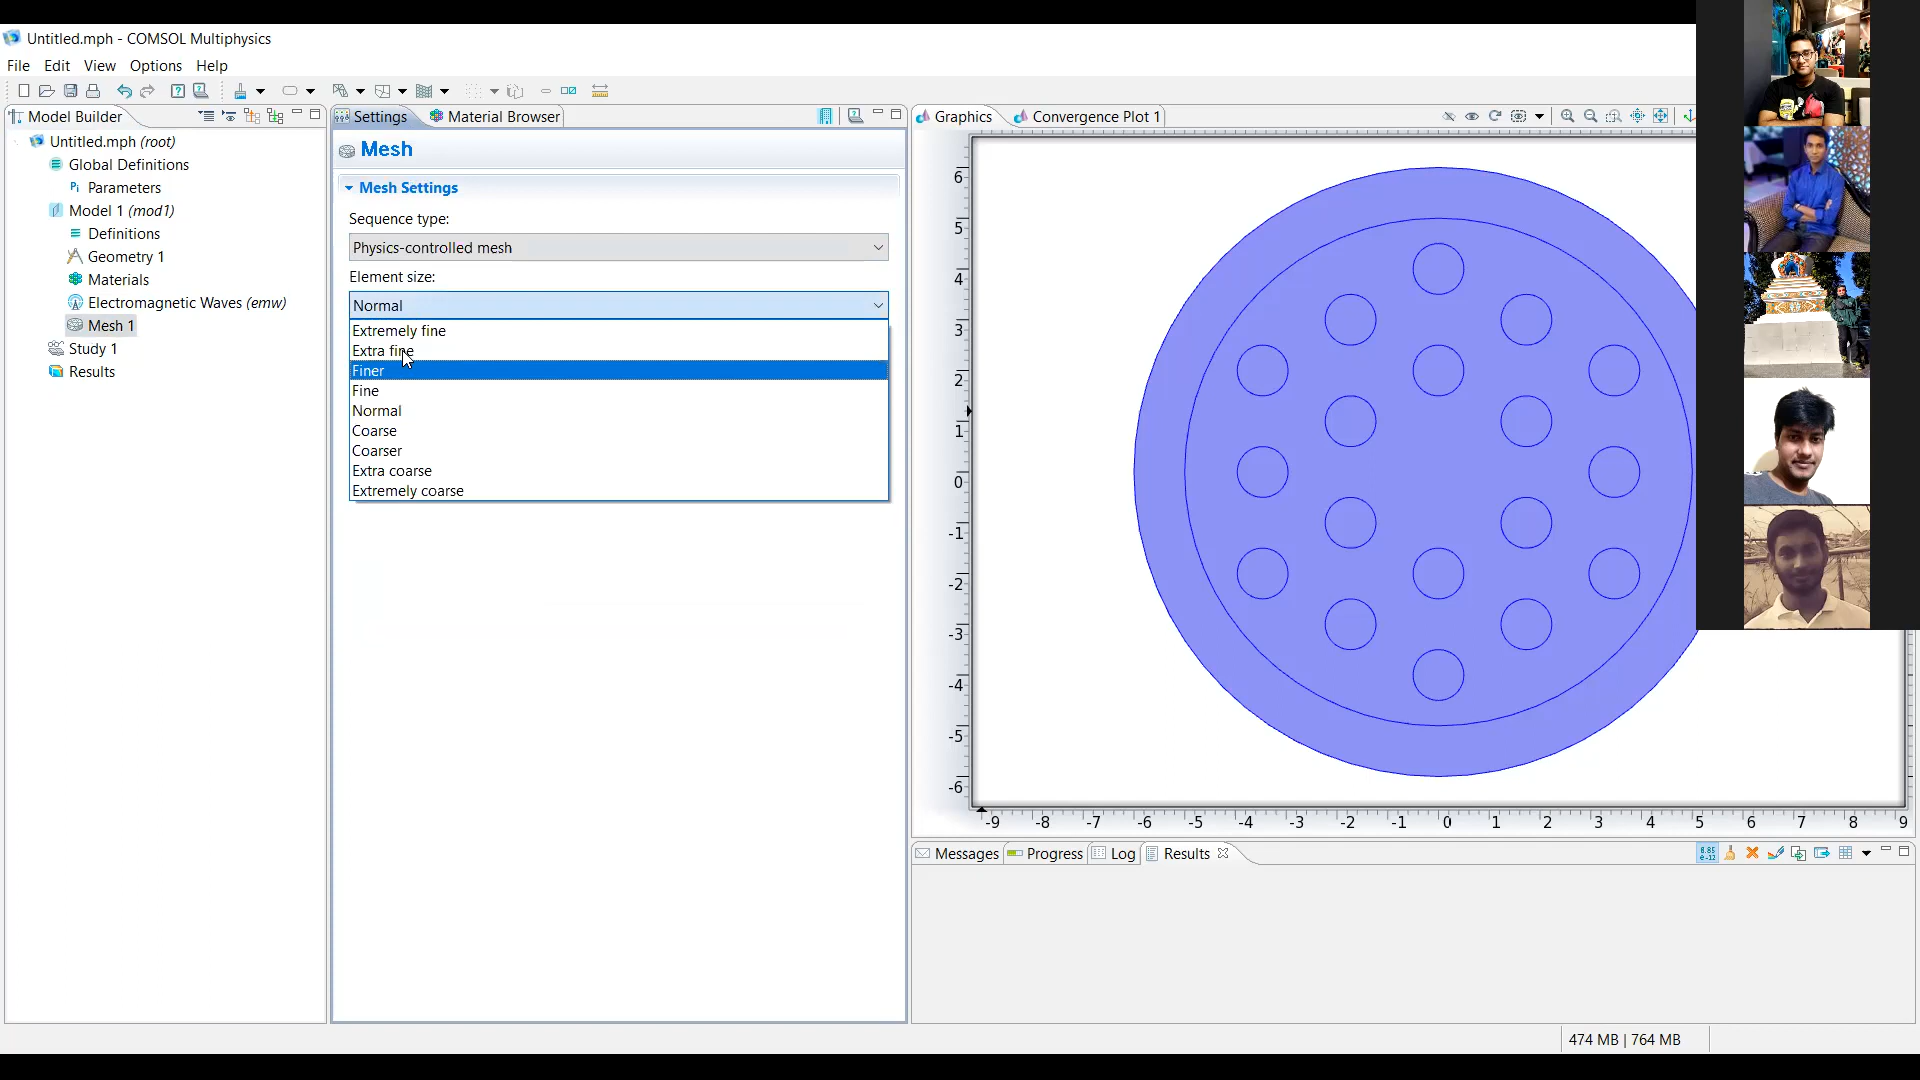 Untitled.mph - COMSOL Multiphysics
File Edit View Options Help
Model Builder
Untitled.mph (root)
Global Definitions
Pi Parameters
Model 1 (mod1)
Definitions
Geometry 1
Materials
Electromagnetic Waves (emw)
Mesh 1
Study 1
Results
Settings Material Browser
Mesh
Mesh Settings
Sequence type:
Physics-controlled mesh
Element size:
Normal
Extremely fine
Extra fine
Finer
Fine
Normal
Coarse
Coarser
Extra coarse
Extremely coarse
Graphics Convergence Plot 1
6
5
4
3
2
1
0
-1
-2
-3
-4
-5
-6
-9 -8 -7 -6 -5 -4 -3 -2 -1 0 1 2 3 4 5 6 7 8 9
Messages Progress Log Results
8.85
e-12
474 MB | 764 MB